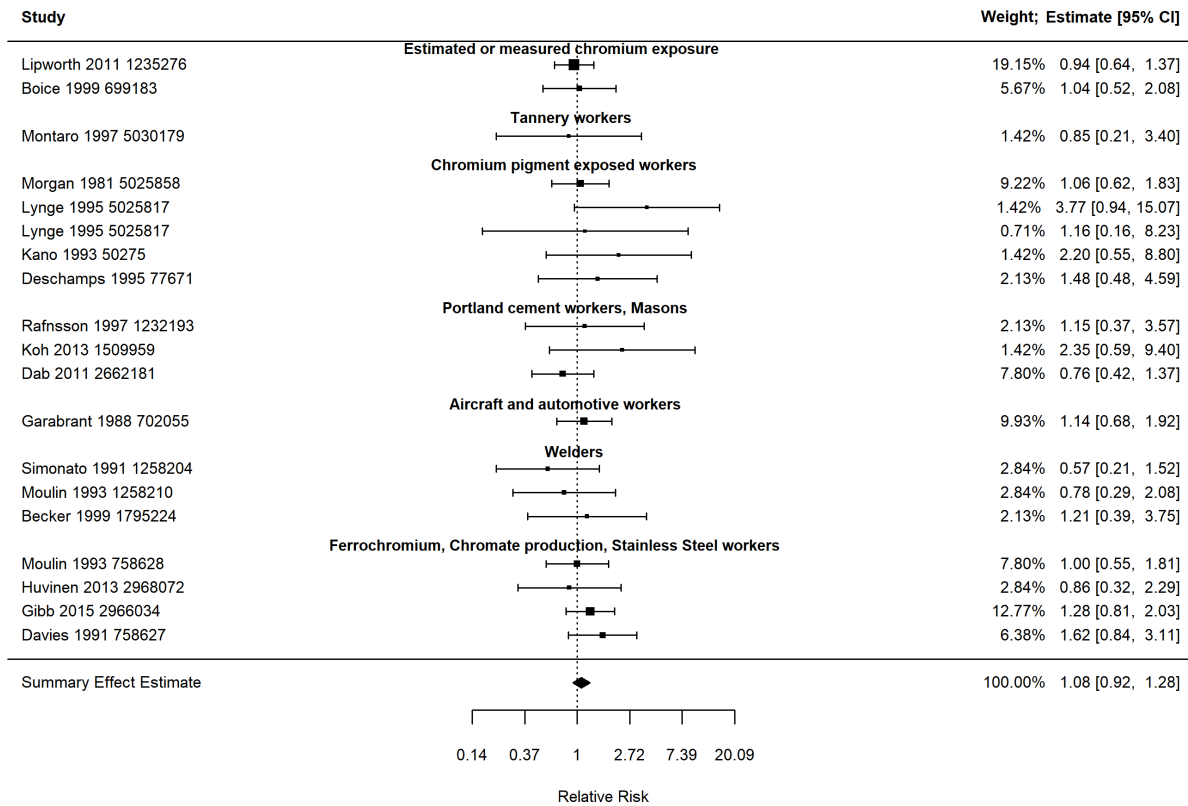 Study Weight; Estimate [95% CI]
Estimated or measured chromium exposure
Lipworth 2011 1235276 19.15% 0.94 [0.64, 1.37]
Boice 1999 699183 5.67% 1.04 [0.52, 2.08]
Tannery workers
Montaro 1997 5030179 1.42% 0.85 [0.21, 3.40]
Chromium pigment exposed workers
Morgan 1981 5025858 9.22% 1.06 [0.62, 1.83]
Lynge 1995 5025817 1.42% 3.77 [0.94, 15.07]
Lynge 1995 5025817 0.71% 1.16 [0.16, 8.23]
Kano 1993 50275 1.42% 2.20 [0.55, 8.80]
Deschamps 1995 77671 2.13% 1.48 [0.48, 4.59]
Portland cement workers, Masons
Rafnsson 1997 1232193 2.13% 1.15 [0.37, 3.57]
Koh 2013 1509959 1.42% 2.35 [0.59, 9.40]
Dab 2011 2662181 7.80% 0.76 [0.42, 1.37]
Aircraft and automotive workers
Garabrant 1988 702055 9.93% 1.14 [0.68, 1.92]
Welders
Simonato 1991 1258204 2.84% 0.57 [0.21, 1.52]
Moulin 1993 1258210 2.84% 0.78 [0.29, 2.08]
Becker 1999 1795224 2.13% 1.21 [0.39, 3.75]
Ferrochromium, Chromate production, Stainless Steel workers
Moulin 1993 758628 7.80% 1.00 [0.55, 1.81]
Huvinen 2013 2968072 2.84% 0.86 [0.32, 2.29]
Gibb 2015 2966034 12.77% 1.28 [0.81, 2.03]
Davies 1991 758627 6.38% 1.62 [0.84, 3.11]
Summary Effect Estimate 100.00% 1.08 [0.92, 1.28]
0.14 0.37 1 2.72 7.39 20.09
Relative Risk